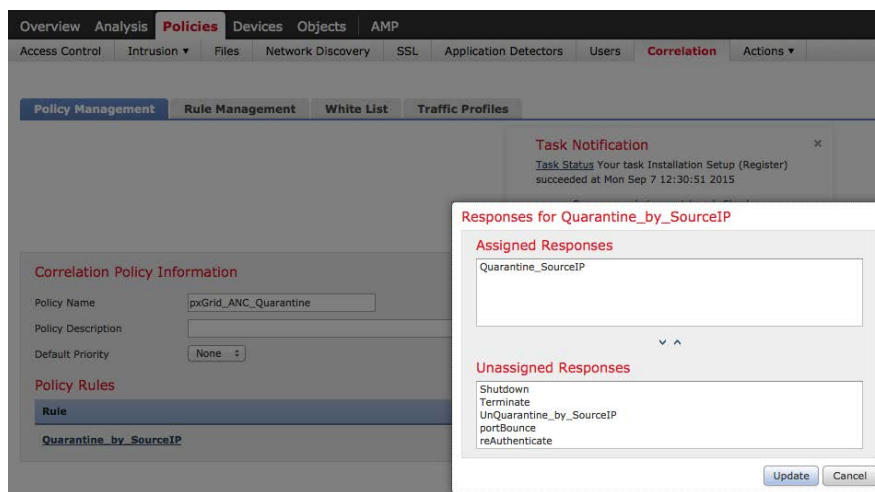 Overview Analysis Policies Devices Objects AMP
Access Control Intrusion ▼ Files Network Discovery SSL Application Detectors Users Correlation Actions ▼
Policy Management Rule Management White List Traffic Profiles
Task Notification ×
Task Status Your task Installation Setup (Register)
succeeded at Mon Sep 7 12:30:51 2015
Responses for Quarantine_by_SourceIP
Assigned Responses
Quarantine_SourceIP
Unassigned Responses
Shutdown
Terminate
UnQuarantine_by_SourceIP
portBounce
reAuthenticate
Update Cancel
Correlation Policy Information
Policy Name pxGrid_ANC_Quarantine
Policy Description
Default Priority None
Policy Rules
Rule
Quarantine_by_SourceIP